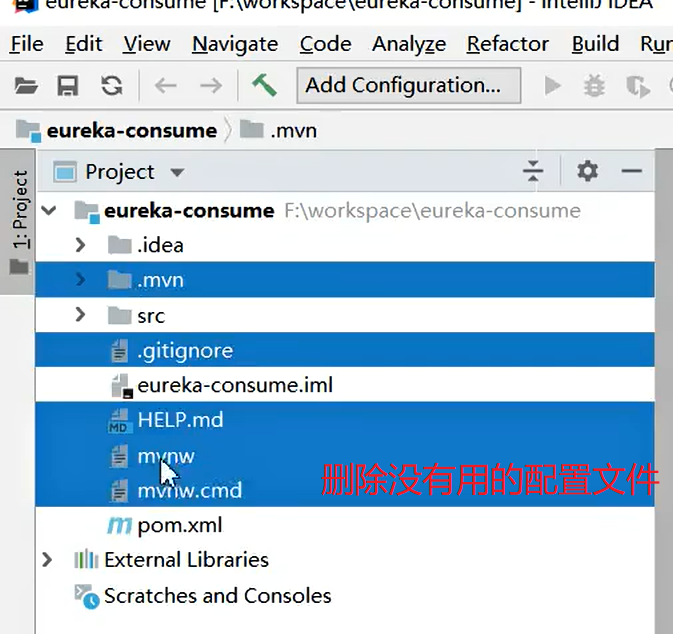 eureka-consume [F:\workspace\eureka-consume] - IntelliJ IDEA
File Edit View Navigate Code Analyze Refactor Build Run
Add Configuration...
eureka-consume .mvn
1: Project
Project
eureka-consume F:\workspace\eureka-consume
.idea
.mvn
src
.gitignore
eureka-consume.iml
MD HELP.md
mvnw
mvnw.cmd
删除没有用的配置文件
pom.xml
External Libraries
Scratches and Consoles